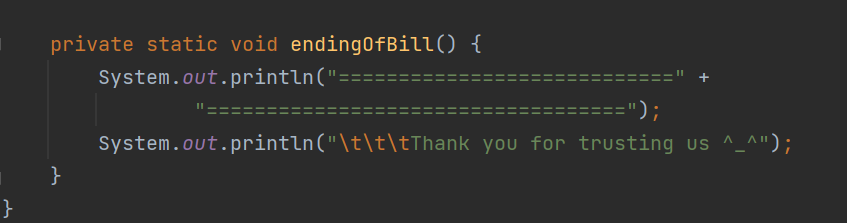 private static void endingOfBill() {
System.out.println("============================" +
"===================================");
System.out.println("\t\t\tThank you for trusting us ^_^");
}
}